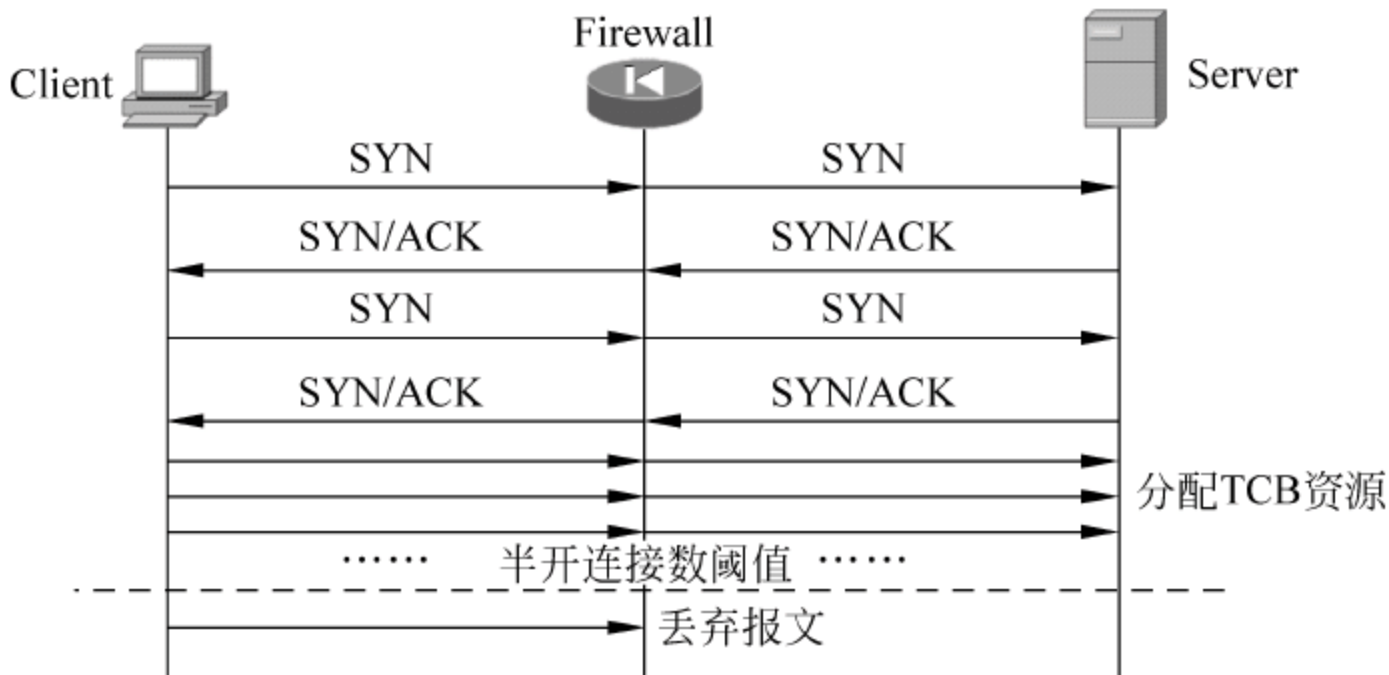 Firewall
Client
Server
SYN SYN
SYN/ACK SYN/ACK
SYN SYN
SYN/ACK SYN/ACK
分配TCB资源
…… 半开连接数阈值 ……
丢弃报文